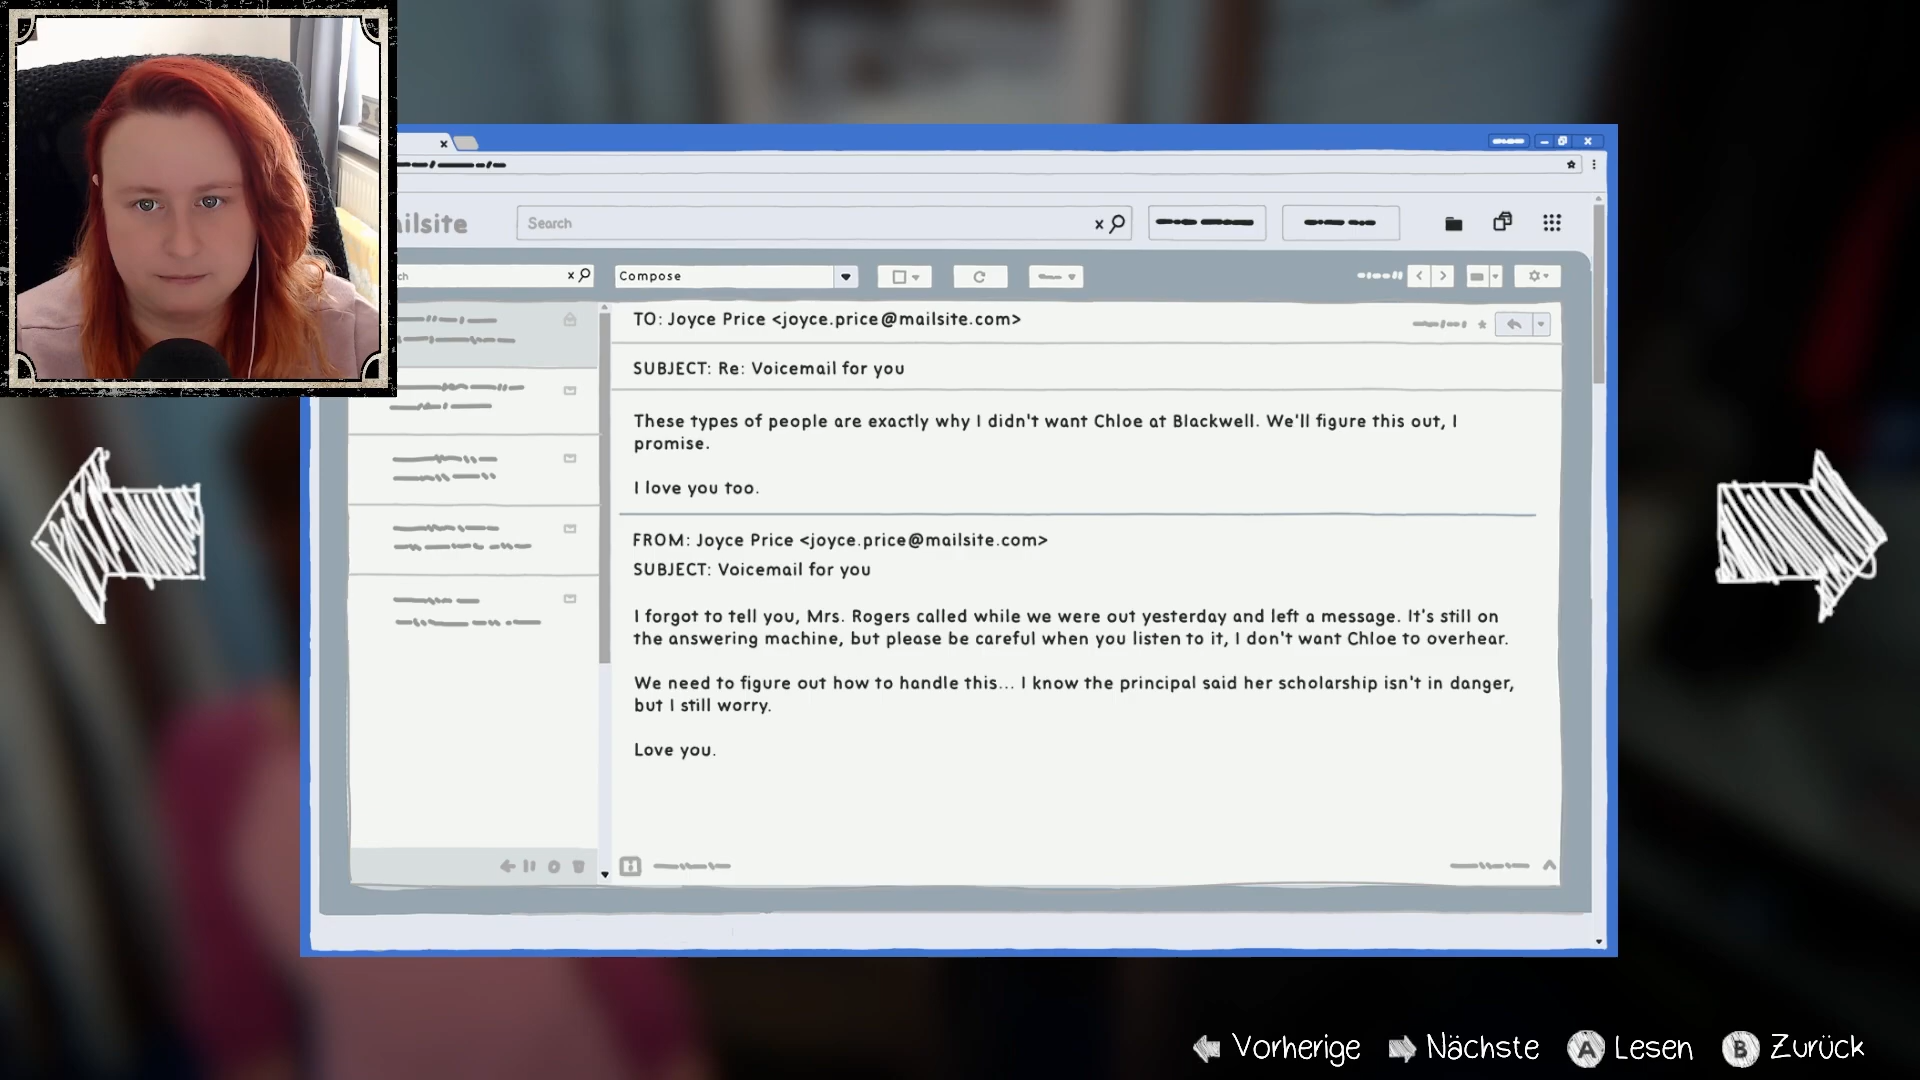 ilsite
Search
ch
Compose
TO: Joyce Price <joyce.price@mailsite.com>
SUBJECT: Re: Voicemail for you
These types of people are exactly why I didn't want Chloe at Blackwell. We'll figure this out, I
promise.
I love you too.
FROM: Joyce Price <joyce.price@mailsite.com>
SUBJECT: Voicemail for you
I forgot to tell you, Mrs. Rogers called while we were out yesterday and left a message. It's still on
the answering machine, but please be careful when you listen to it, I don't want Chloe to overhear.
We need to figure out how to handle this... I know the principal said her scholarship isn't in danger,
but I still worry.
Love you.
Vorherige Nächste A Lesen B Zurück